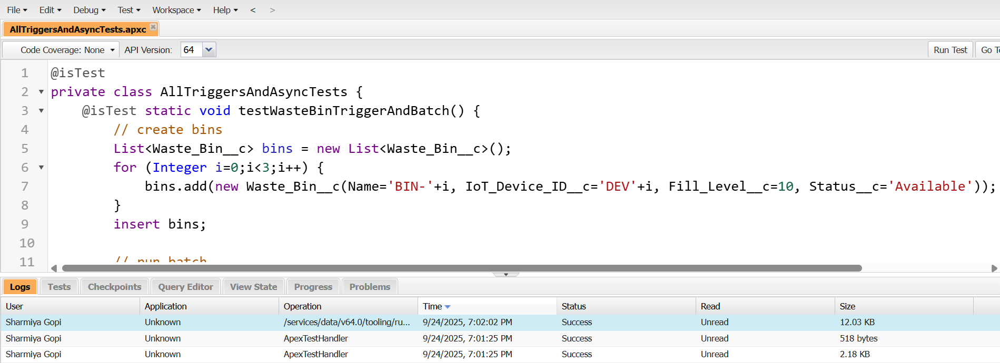 File Edit Debug Test Workspace Help < >
AllTriggersAndAsyncTests.apxc
Code Coverage: None API Version: 64 Run Test Go
1 @isTest
2 private class AllTriggersAndAsyncTests {
3 @isTest static void testWasteBinTriggerAndBatch() {
4 // create bins
5 List<Waste_Bin__c> bins = new List<Waste_Bin__c>();
6 for (Integer i=0;i<3;i++) {
7 bins.add(new Waste_Bin__c(Name='BIN-'+i, IoT_Device_ID__c='DEV'+i, Fill_Level__c=10, Status__c='Available'));
8 }
9 insert bins;
10
11 // run batch
Logs Tests Checkpoints Query Editor View State Progress Problems
User Application Operation Time Status Read Size
Sharmiya Gopi Unknown /services/data/v64.0/tooling/ru... 9/24/2025, 7:02:02 PM Success Unread 12.03 KB
Sharmiya Gopi Unknown ApexTestHandler 9/24/2025, 7:01:25 PM Success Unread 518 bytes
Sharmiya Gopi Unknown ApexTestHandler 9/24/2025, 7:01:25 PM Success Unread 2.18 KB